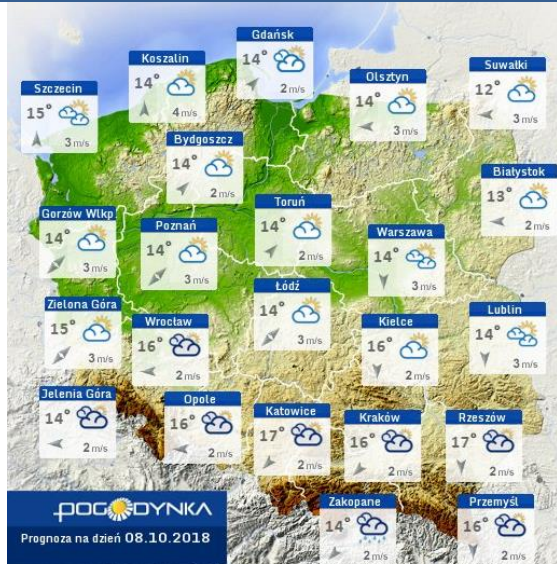 Gdańsk
14°
2 m/s
Koszalin
14°
4 m/s
Suwałki
12°
3 m/s
Olsztyn
14°
3 m/s
Szczecin
15°
3 m/s
Bydgoszcz
14°
2 m/s
Białystok
13°
2 m/s
Toruń
14°
2 m/s
Gorzów Wlkp
14°
3 m/s
Poznań
14°
3 m/s
Warszawa
14°
3 m/s
Łódź
14°
3 m/s
Zielona Góra
15°
3 m/s
Wrocław
16°
2 m/s
Kielce
16°
2 m/s
Lublin
14°
3 m/s
Jelenia Góra
14°
2 m/s
Opole
16°
2 m/s
Katowice
17°
2 m/s
Kraków
16°
2 m/s
Rzeszów
17°
2 m/s
Zakopane
14°
2 m/s
Przemyśl
16°
2 m/s
POGODYNKA
Prognoza na dzień 08.10.2018